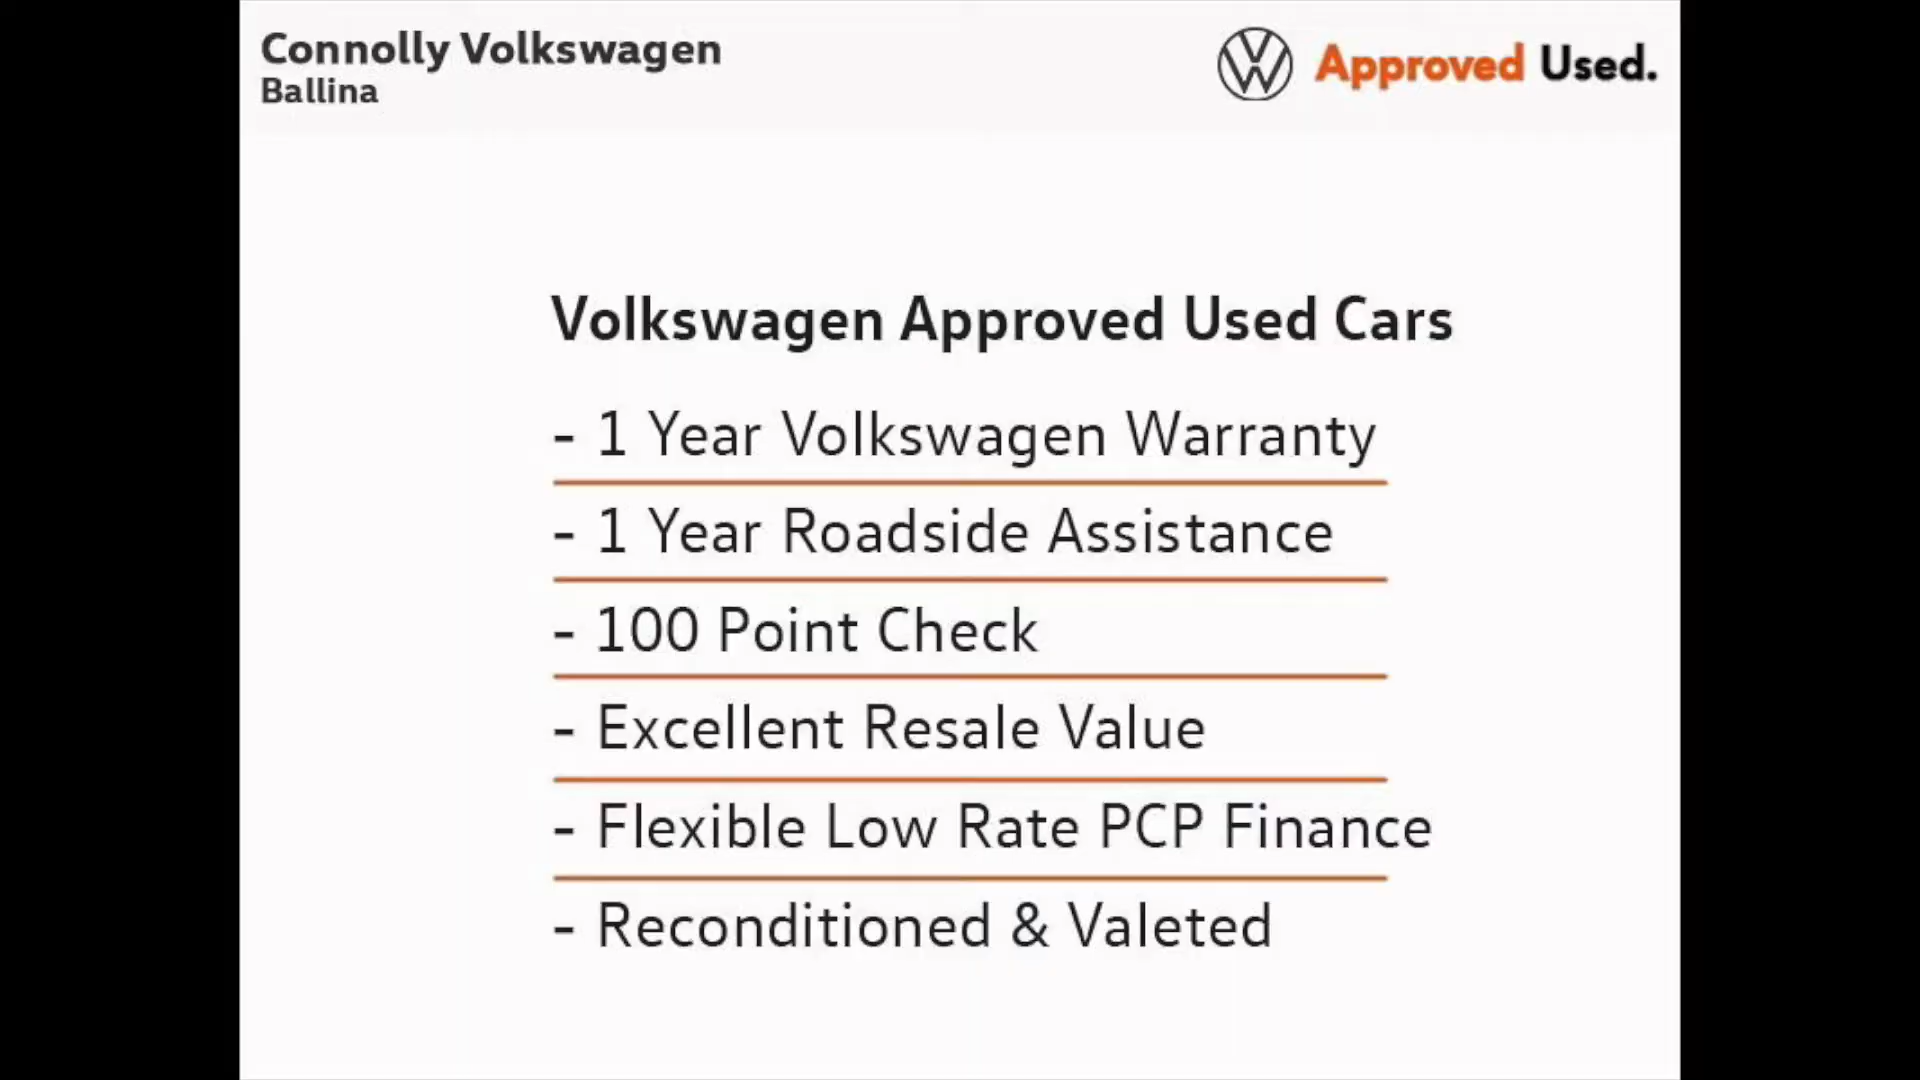 Connolly Volkswagen
Ballina
Approved Used.
Volkswagen Approved Used Cars
- 1 Year Volkswagen Warranty
- 1 Year Roadside Assistance
- 100 Point Check
- Excellent Resale Value
- Flexible Low Rate PCP Finance
- Reconditioned & Valeted